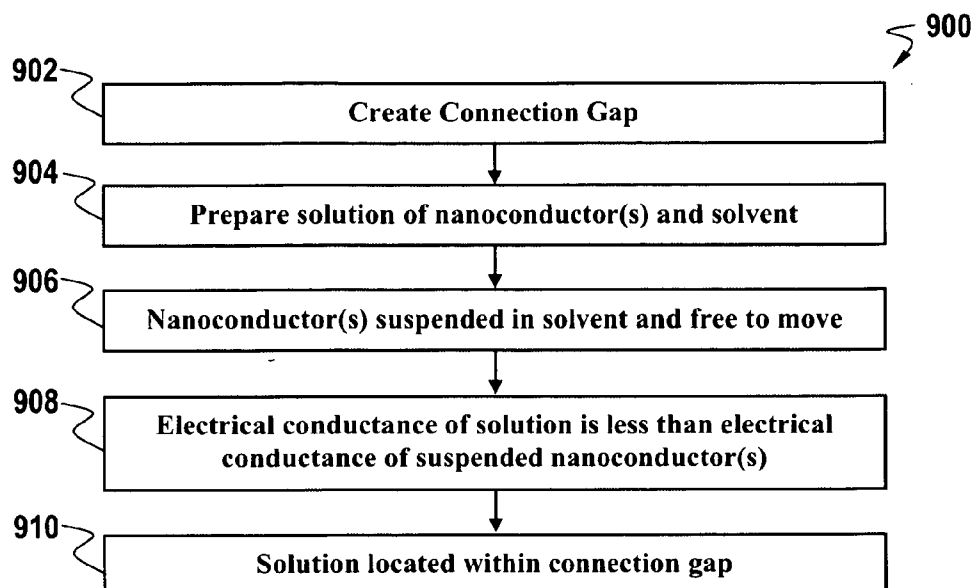 900
902
Create Connection Gap
904
Prepare solution of nanoconductor(s) and solvent
906
Nanoconductor(s) suspended in solvent and free to move
908
Electrical conductance of solution is less than electrical
conductance of suspended nanoconductor(s)
910
Solution located within connection gap